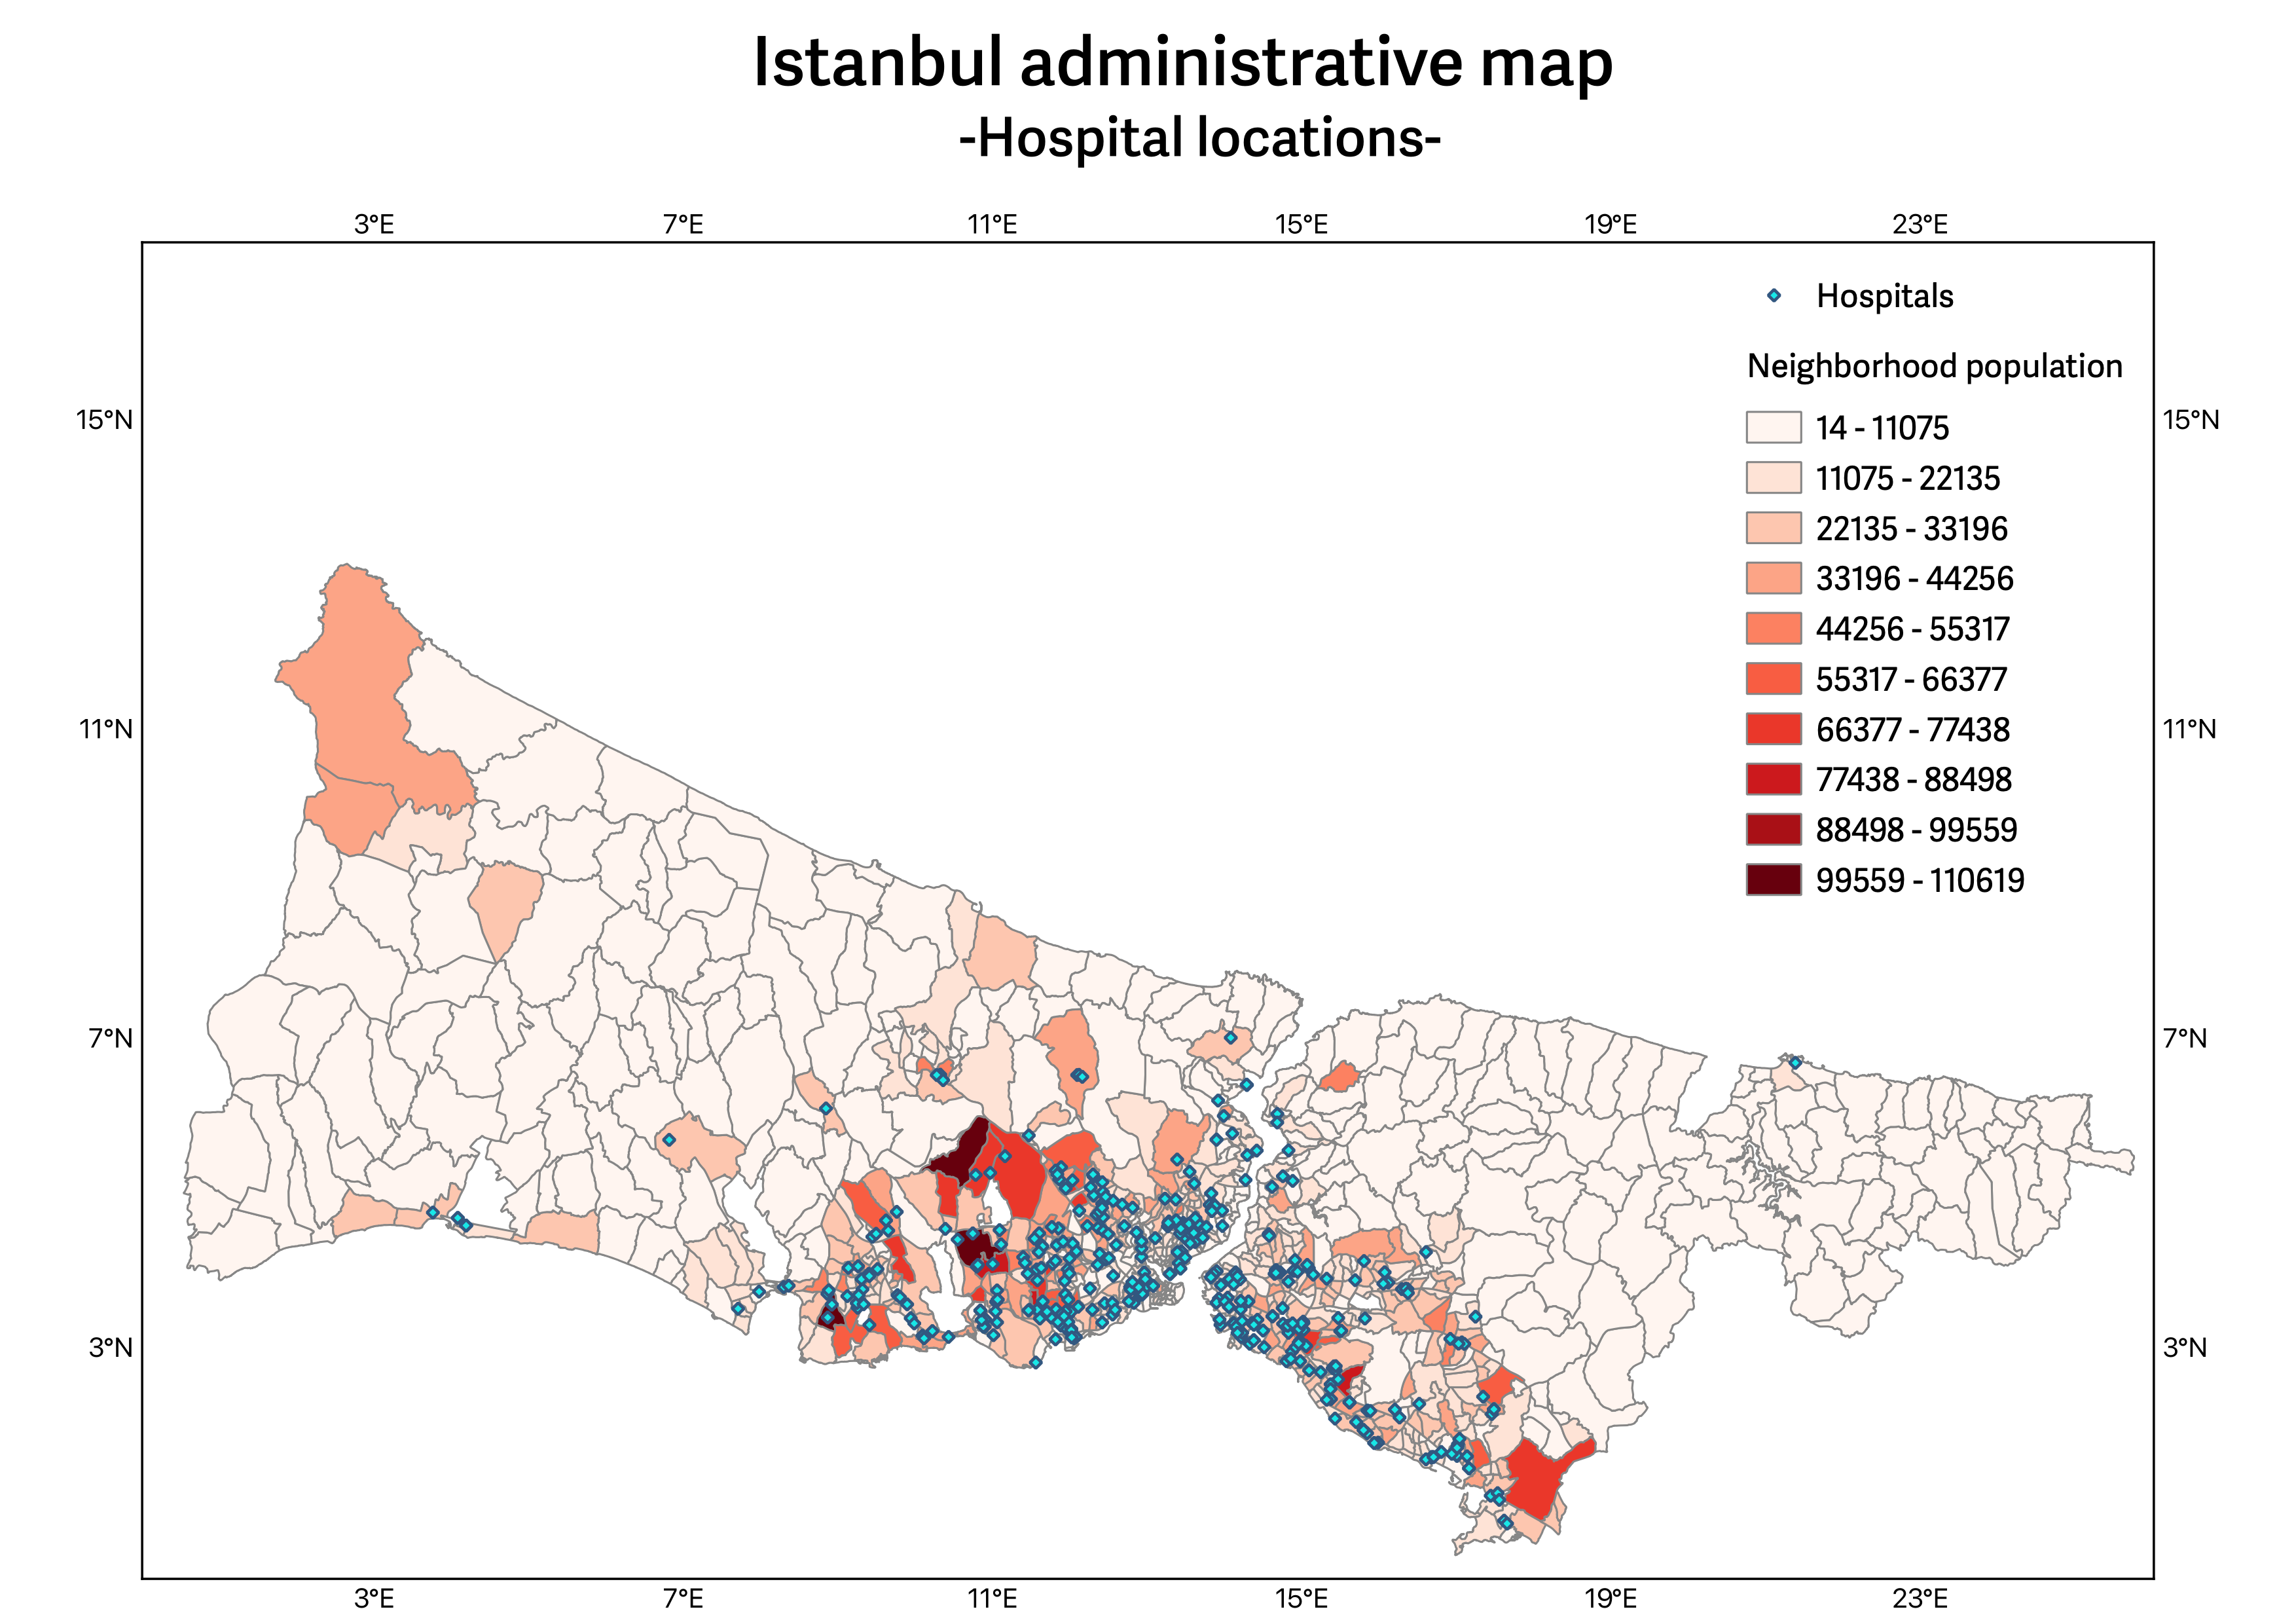 Istanbul administrative map
-Hospital locations-
3°E 7°E 11°E 15°E 19°E 23°E
Hospitals
Neighborhood population
15°N 15°N
14 - 11075
11075 - 22135
22135 - 33196
33196 - 44256
44256 - 55317
55317 - 66377
11°N 11°N
66377 - 77438
77438 - 88498
88498 - 99559
99559 - 110619
7°N 7°N
3°N 3°N
3°E 7°E 11°E 15°E 19°E 23°E